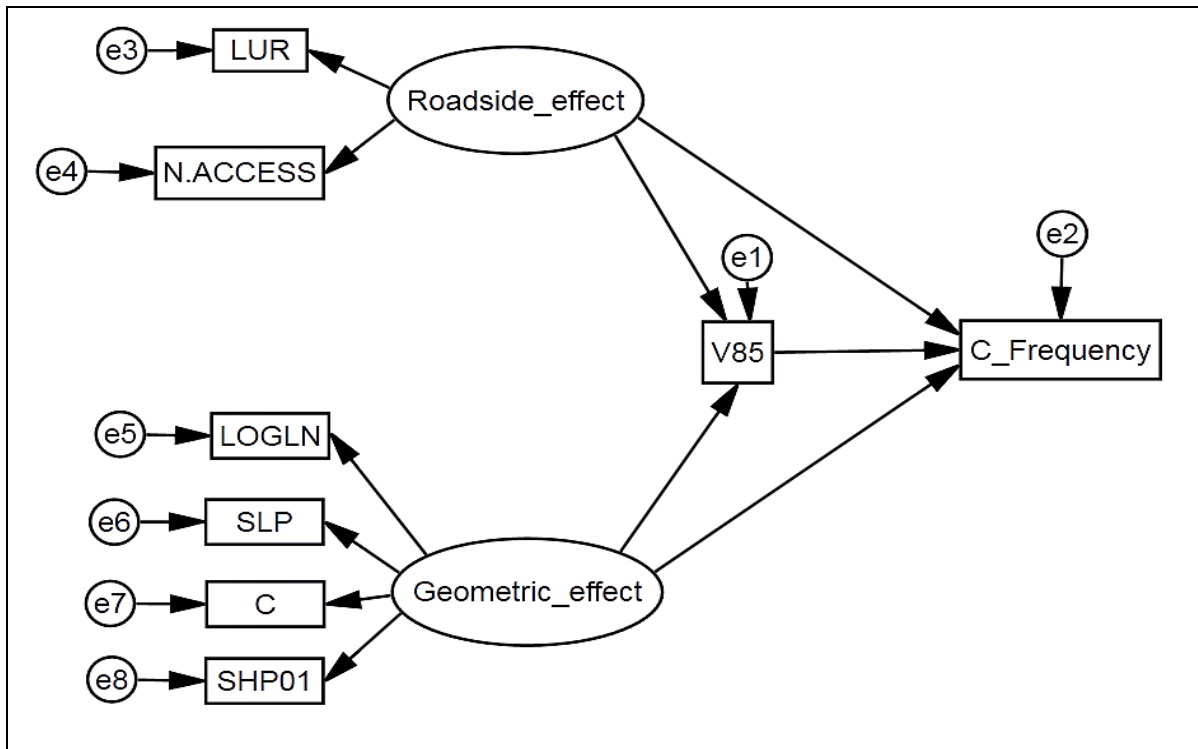 e3
LUR
Roadside_effect
e4
N.ACCESS
e1
e2
V85
C_Frequency
e5
LOGLN
e6
SLP
e7
C
Geometric_effect
e8
SHP01